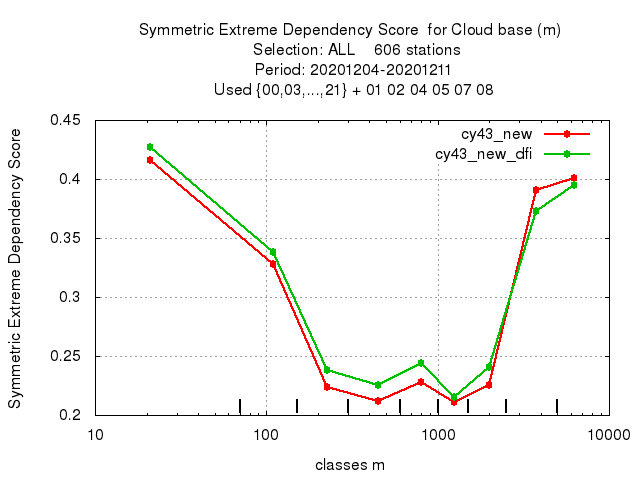 Symmetric Extreme Dependency Score  for Cloud base (m)
Selection: ALL    606 stations
Period: 20201204-20201211
Used {00,03,...,21} + 01 02 04 05 07 08
cy43_new
cy43_new_dfi
Symmetric Extreme Dependency Score
0.45
0.4
0.35
0.3
0.25
0.2
10 100 1000 10000
classes m